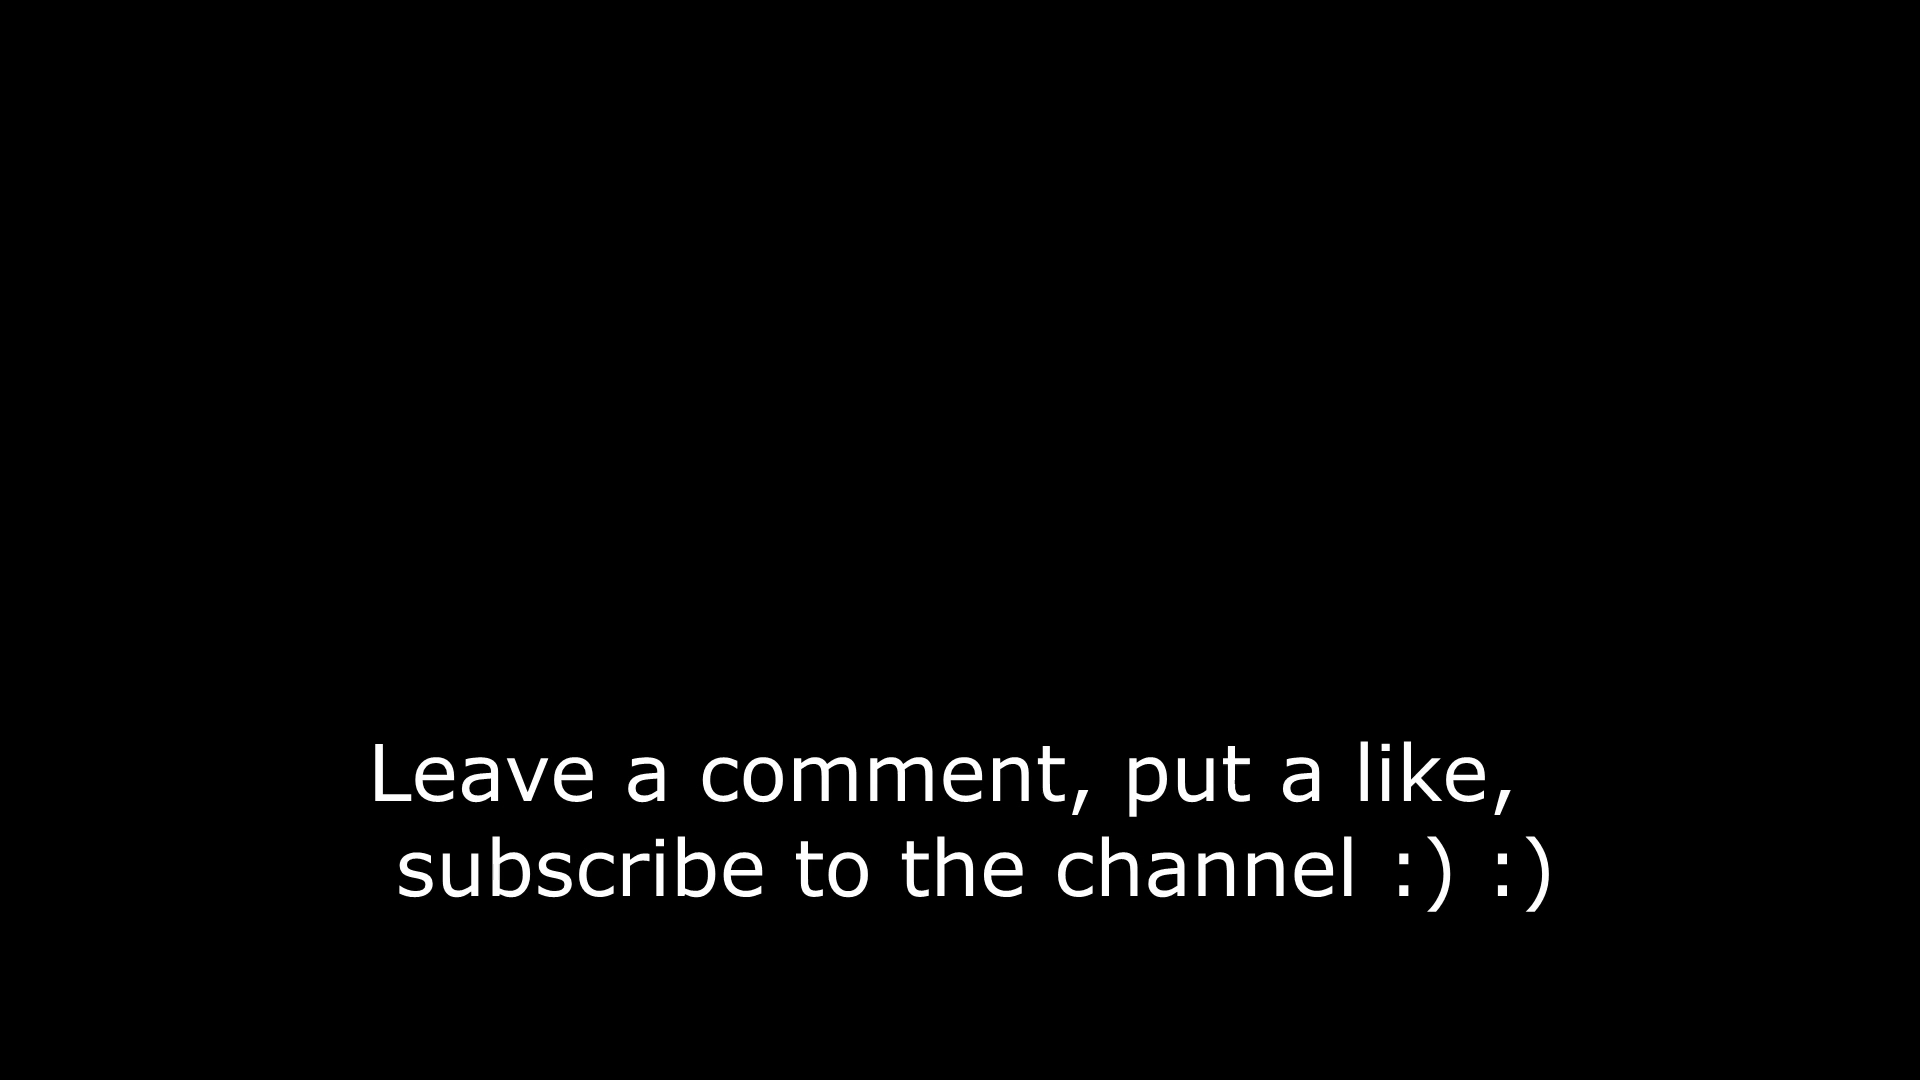 Leave a comment, put a like,
subscribe to the channel :) :)